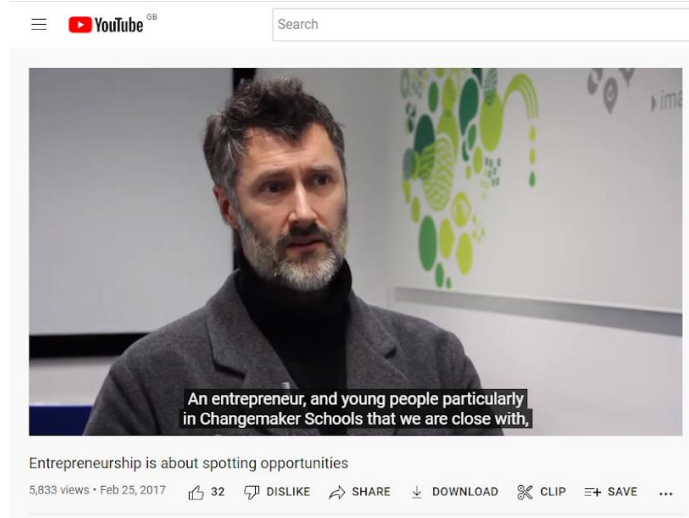 YouTube GB
Search
ima
An entrepreneur, and young people particularly
in Changemaker Schools that we are close with,
Entrepreneurship is about spotting opportunities
5,833 views • Feb 25, 2017 32 DISLIKE SHARE DOWNLOAD CLIP SAVE ...